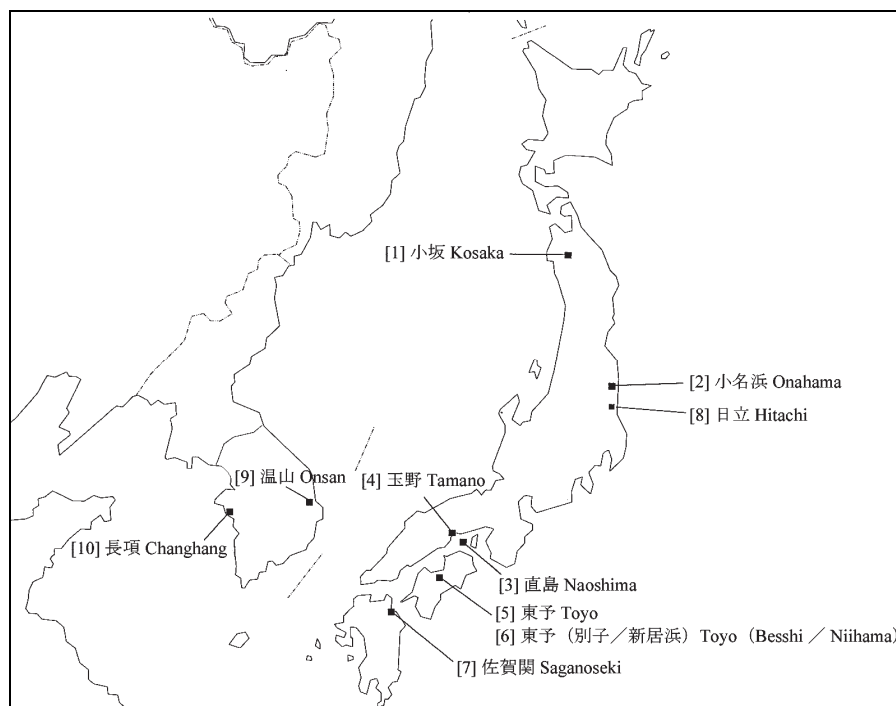 [1] 小坂 Kosaka
[2] 小名浜 Onahama
[8] 日立 Hitachi
[9] 温山 Onsan
[4] 玉野 Tamano
[10] 長項 Changhang
[3] 直島 Naoshima
[5] 東予 Toyo
[6] 東予（別子／新居浜）Toyo（Besshi ／ Niihama）
[7] 佐賀関 Saganoseki